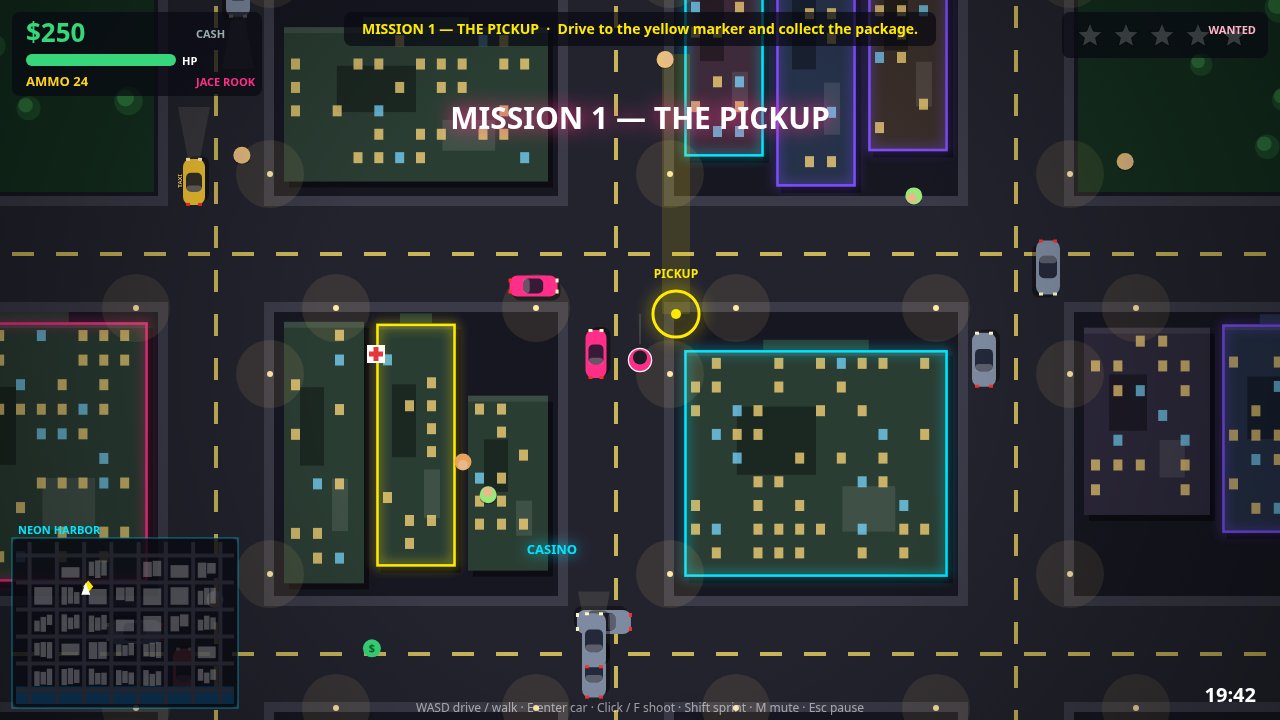 $250
CASH
HP
AMMO 24
JACE ROOK
MISSION 1 — THE PICKUP · Drive to the yellow marker and collect the package.
WANTED
MISSION 1 — THE PICKUP
TAXI
PICKUP
CASINO
NEON HARBOR
$
19:42
WASD drive / walk · E enter car · Click / F shoot · Shift sprint · M mute · Esc pause